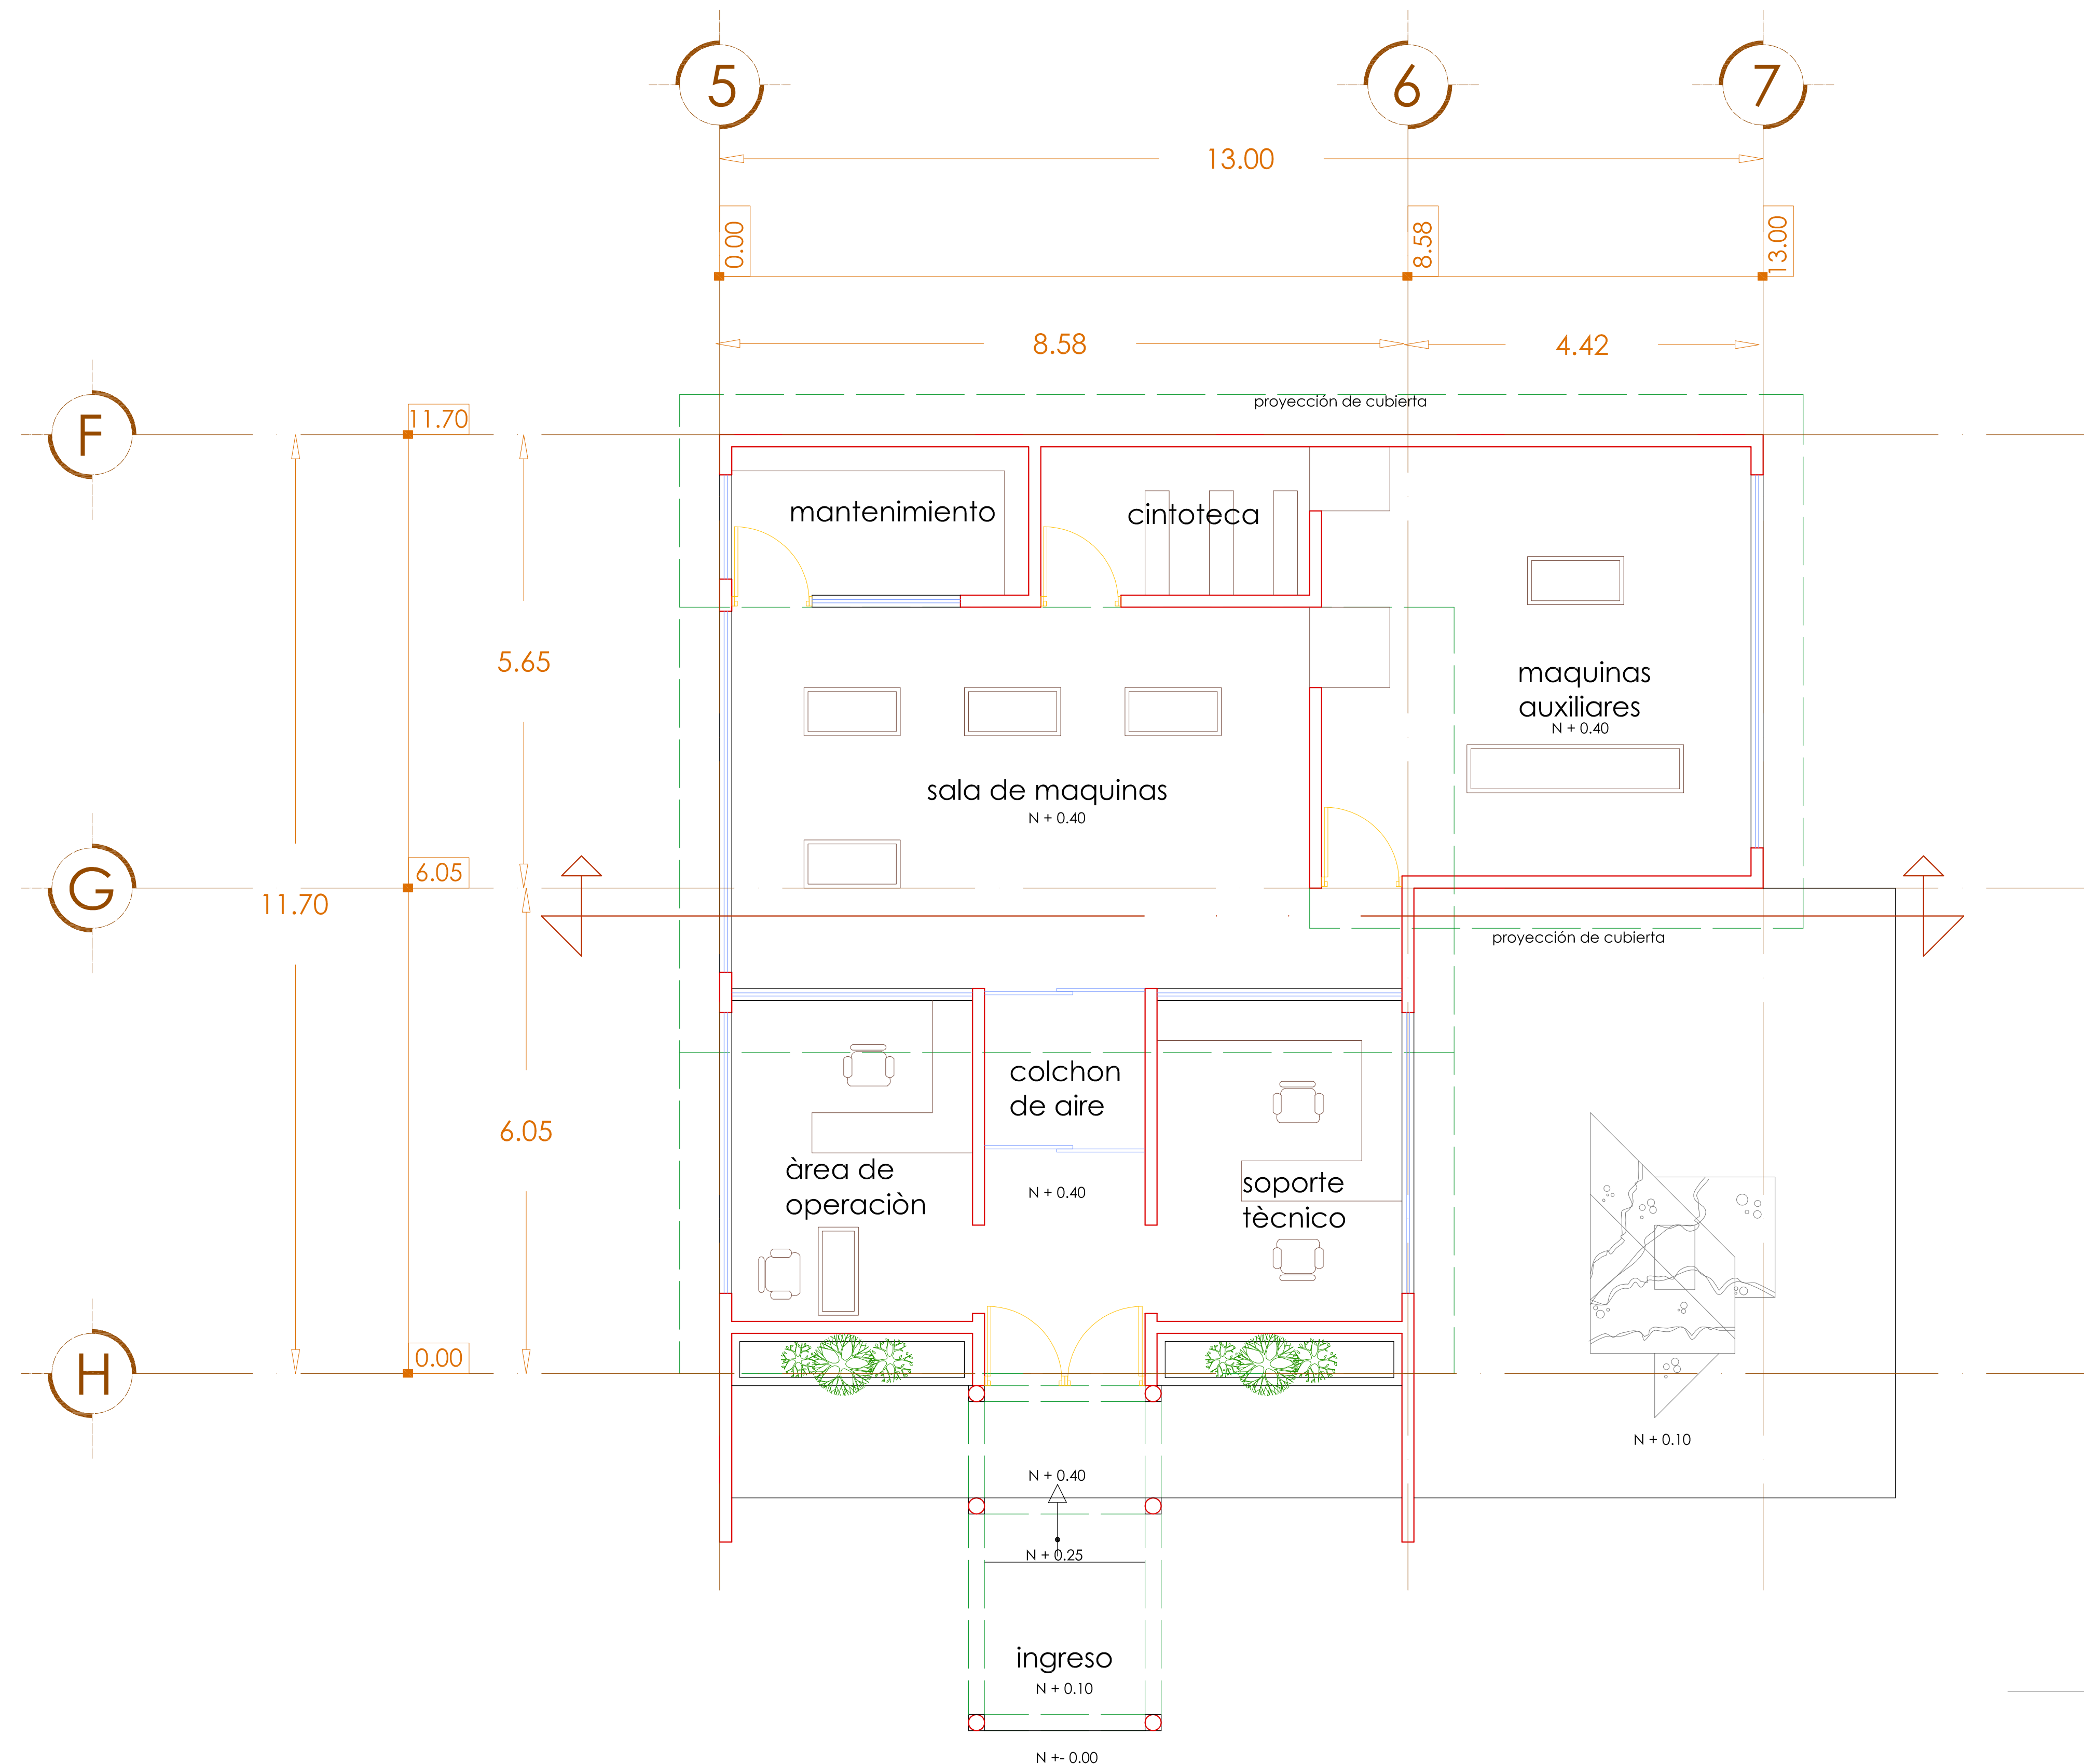 5
6
7
13.00
0.00
8.58
13.00
8.58
4.42
proyección de cubierta
F
11.70
mantenimiento
cintoteca
5.65
maquinas
auxiliares
N + 0.40
sala de maquinas
N + 0.40
G
6.05
11.70
proyección de cubierta
colchon
de aire
6.05
àrea de
operaciòn
N + 0.40
soporte
tècnico
H
0.00
N + 0.10
N + 0.40
N + 0.25
ingreso
N + 0.10
N +- 0.00